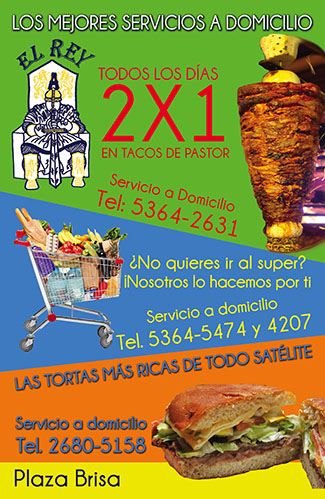 LOS MEJORES SERVICIOS A DOMICILIO
EL REY
TODOS LOS DÍAS
2X1
EN TACOS DE PASTOR
Servicio a Domicilio
Tel: 5364-2631
¿No quieres ir al super?
¡Nosotros lo hacemos por ti
Servicio a domicilio
Tel. 5364-5474 y 4207
LAS TORTAS MÁS RICAS DE TODO SATÉLITE
Servicio a domicilio
Tel. 2680-5158
Plaza Brisa